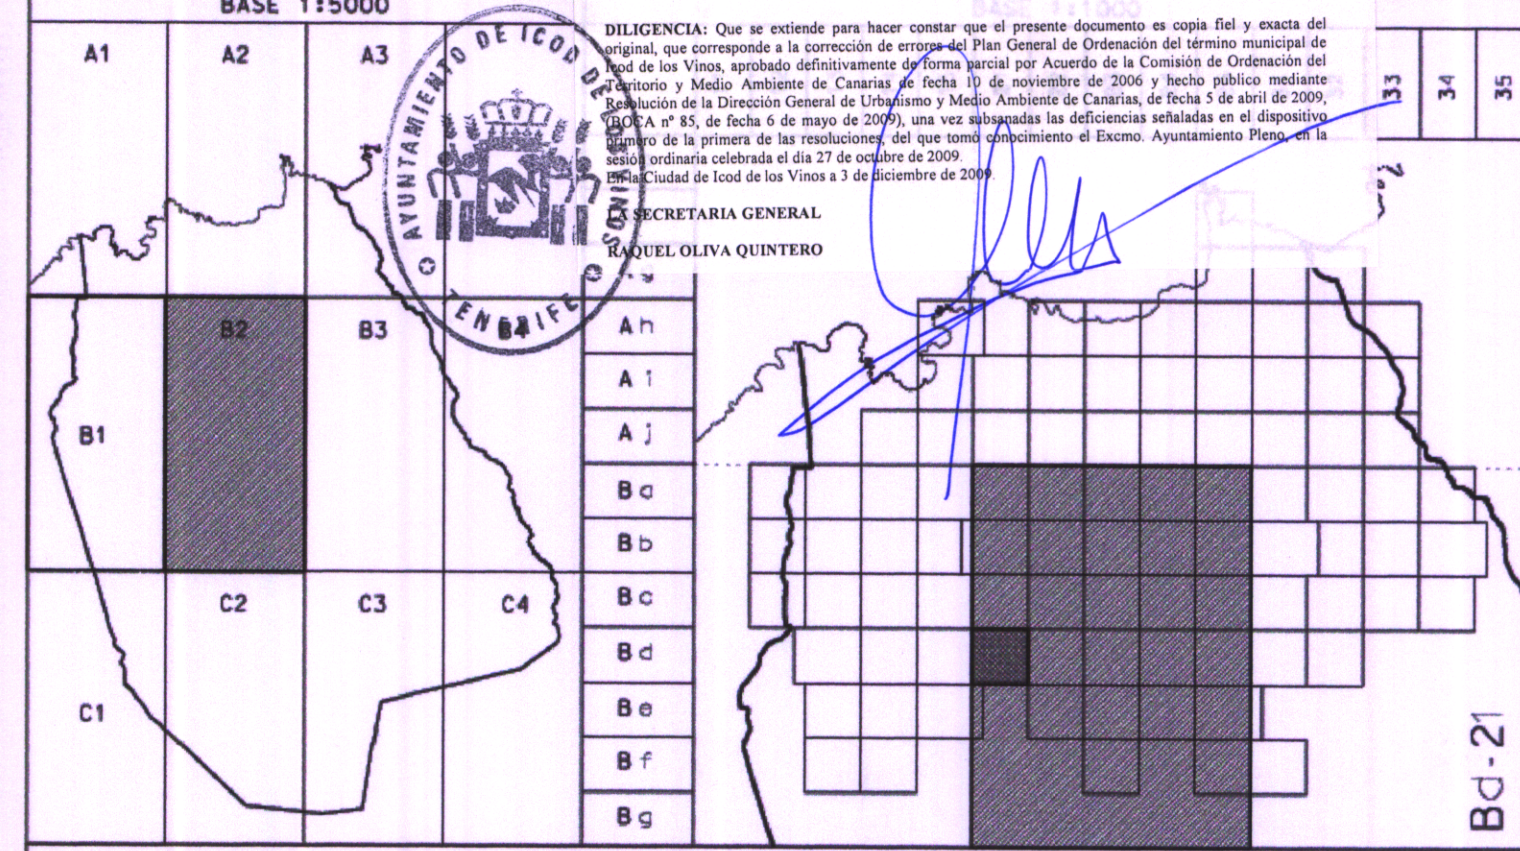 BASE 1:5000
BASE 1:1000
DILIGENCIA: Que se extiende para hacer constar que el presente documento es copia fiel y exacta del
original, que corresponde a la corrección de errores del Plan General de Ordenación del término municipal de
Icod de los Vinos, aprobado definitivamente de forma parcial por Acuerdo de la Comisión de Ordenación del
Territorio y Medio Ambiente de Canarias de fecha 10 de noviembre de 2006 y hecho público mediante
Resolución de la Dirección General de Urbanismo y Medio Ambiente de Canarias, de fecha 5 de abril de 2009,
(BOCA nº 85, de fecha 6 de mayo de 2009), una vez subsanadas las deficiencias señaladas en el dispositivo
primero de la primera de las resoluciones, del que tomó conocimiento el Excmo. Ayuntamiento Pleno, en la
sesión ordinaria celebrada el día 27 de octubre de 2009.
En la Ciudad de Icod de los Vinos a 3 de diciembre de 2009.
LA SECRETARIA GENERAL
RAQUEL OLIVA QUINTERO
AYUNTAMIENTO DE ICOD DE LOS VINOS
TENERIFE
A1 A2 A3
B2 B3 B4
B1
C2 C3 C4
C1
Ah
Ai
Aj
Ba
Bb
Bc
Bd
Be
Bf
Bg
33 34 35
Bd-21